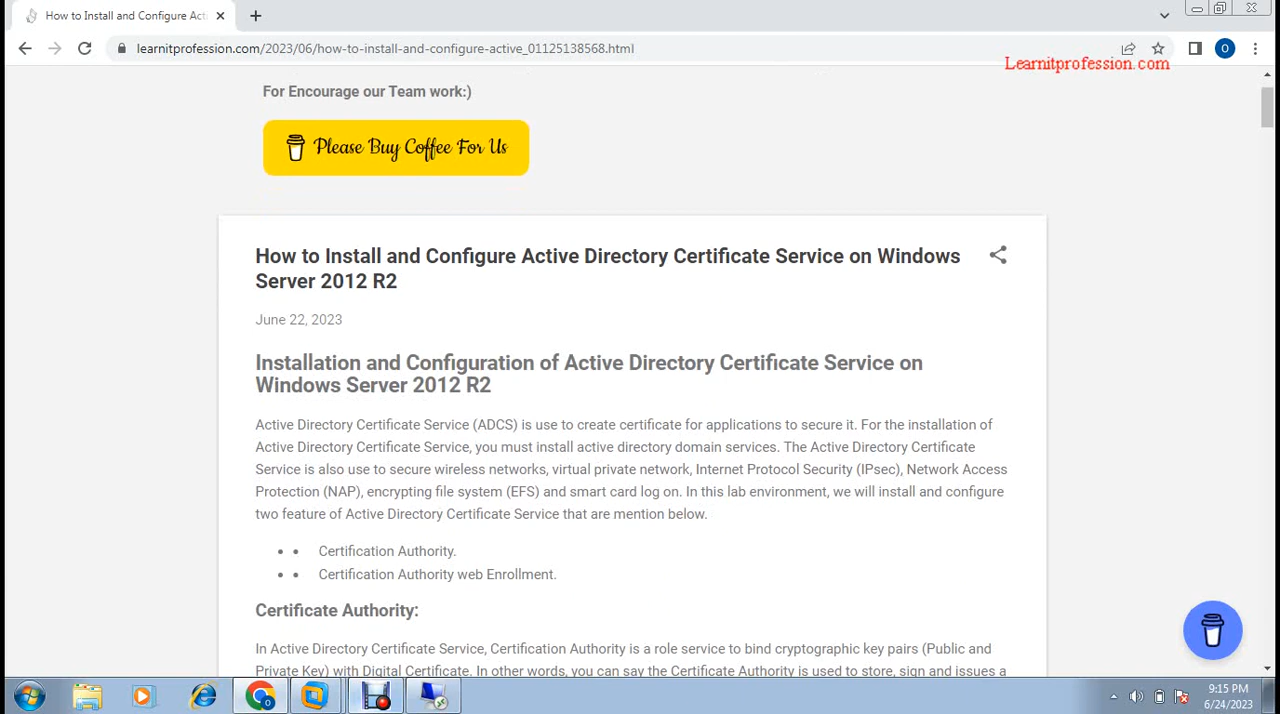 How to Install and Configure Acti
learnitprofession.com/2023/06/how-to-install-and-configure-active_01125138568.html
O
Learnitprofession.com
For Encourage our Team work:)
Please Buy Coffee For Us
How to Install and Configure Active Directory Certificate Service on Windows
Server 2012 R2
June 22, 2023
Installation and Configuration of Active Directory Certificate Service on
Windows Server 2012 R2
Active Directory Certificate Service (ADCS) is use to create certificate for applications to secure it. For the installation of
Active Directory Certificate Service, you must install active directory domain services. The Active Directory Certificate
Service is also use to secure wireless networks, virtual private network, Internet Protocol Security (IPsec), Network Access
Protection (NAP), encrypting file system (EFS) and smart card log on. In this lab environment, we will install and configure
two feature of Active Directory Certificate Service that are mention below.
• • Certification Authority.
• • Certification Authority web Enrollment.
Certificate Authority:
In Active Directory Certificate Service, Certification Authority is a role service to bind cryptographic key pairs (Public and
Private Key) with Digital Certificate. In other words, you can say the Certificate Authority is used to store, sign and issues a
9:15 PM
6/24/2023